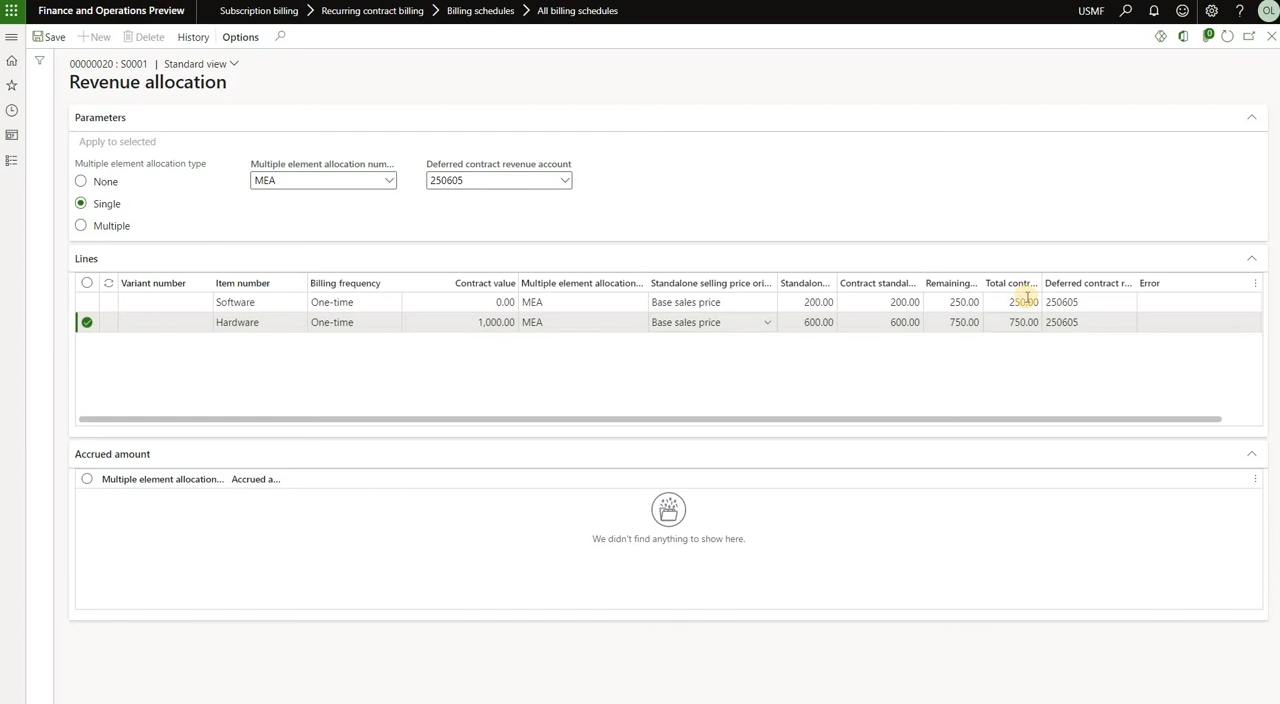 Finance and Operations Preview Subscription billing Recurring contract billing Billing schedules All billing schedules USMF OL
Save New Delete History Options 0
00000020 : S0001 | Standard view
Revenue allocation
Parameters
Apply to selected
Multiple element allocation type Multiple element allocation num... Deferred contract revenue account
None MEA 250605
Single
Multiple
Lines
Variant number Item number Billing frequency Contract value Multiple element allocation... Standalone selling price ori... Standalon... Contract standal... Remaining... Total contr... Deferred contract r... Error
Software One-time 0.00 MEA Base sales price 200.00 200.00 250.00 250.00 250605
Hardware One-time 1,000.00 MEA Base sales price 600.00 600.00 750.00 750.00 250605
Accrued amount
Multiple element allocation... Accrued a...
We didn't find anything to show here.